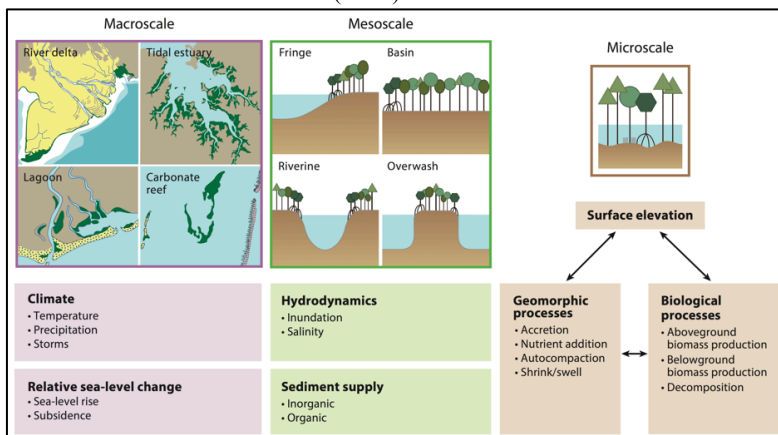 Macroscale
Mesoscale
Microscale
River delta
Tidal estuary
Lagoon
Carbonate
reef
Fringe
Basin
Riverine
Overwash
Surface elevation
Climate
• Temperature
• Precipitation
• Storms
Relative sea-level change
• Sea-level rise
• Subsidence
Hydrodynamics
• Inundation
• Salinity
Sediment supply
• Inorganic
• Organic
Geomorphic
processes
• Accretion
• Nutrient addition
• Autocompaction
• Shrink/swell
Biological
processes
• Aboveground
biomass production
• Belowground
biomass production
• Decomposition